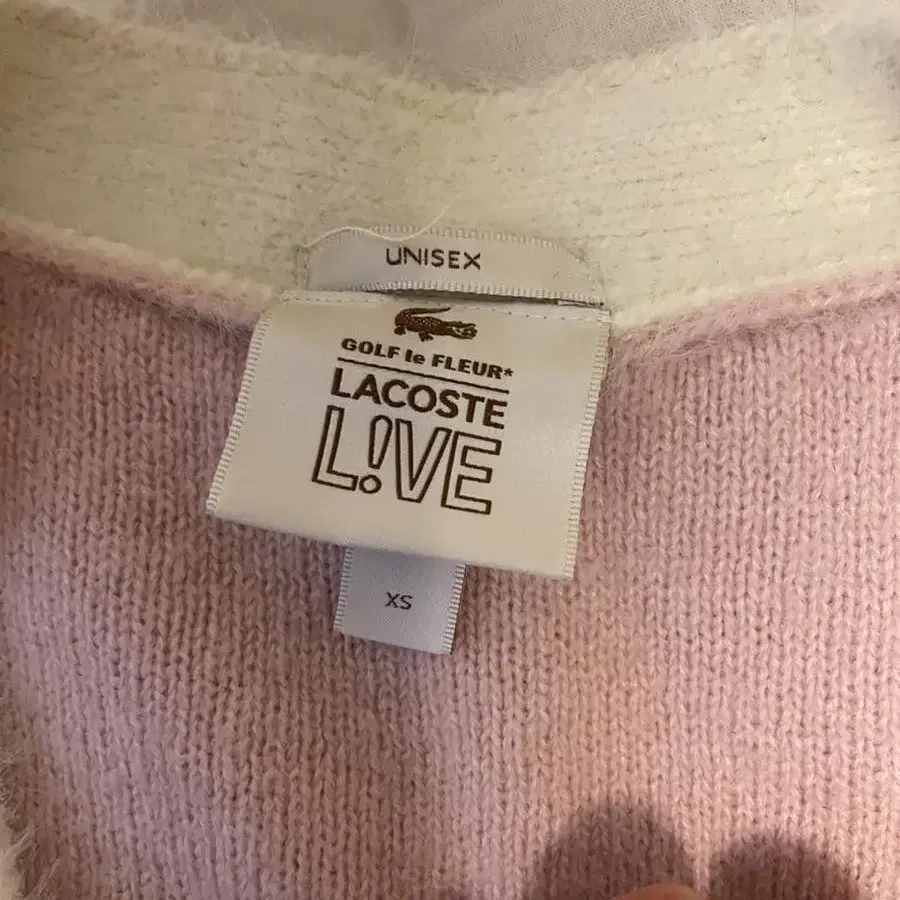 UNISEX
GOLF le FLEUR*
LACOSTE
L!VE
XS